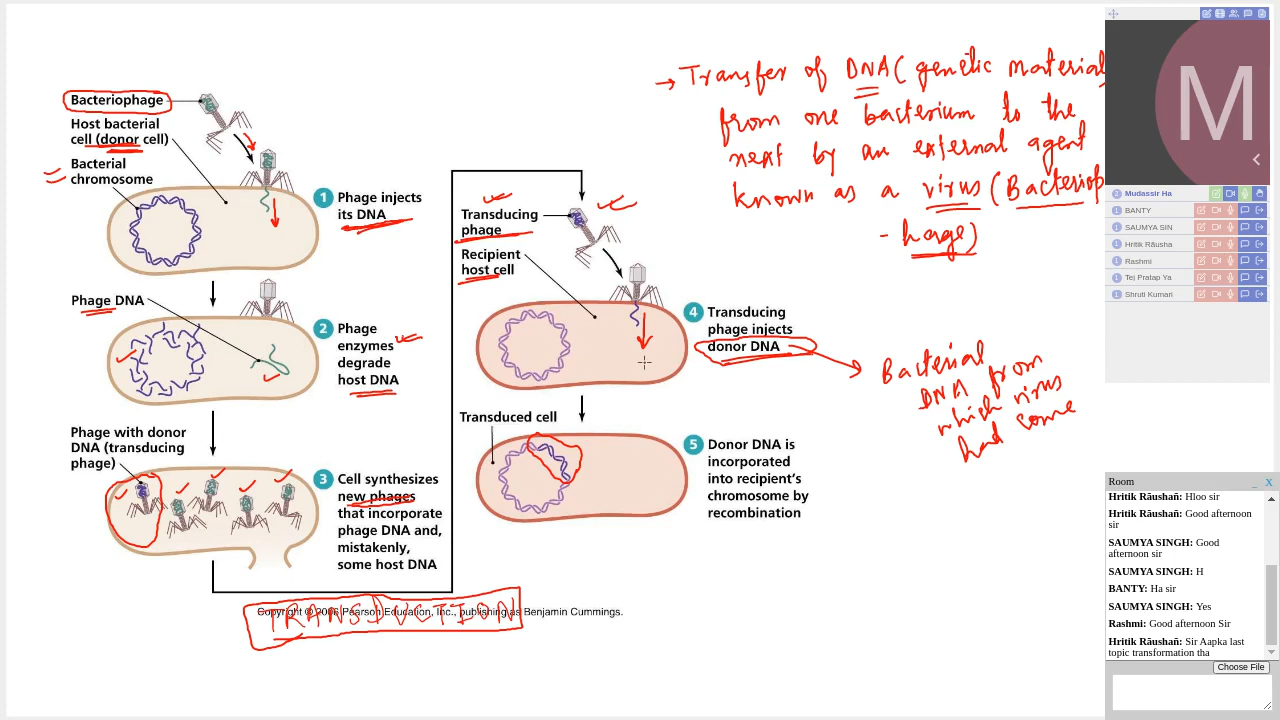 Bacteriophage
Host bacterial
cell (donor cell)
Bacterial
chromosome
1 Phage injects
its DNA
Phage DNA
2 Phage
enzymes
degrade
host DNA
Phage with donor
DNA (transducing
phage)
3 Cell synthesizes
new phages
that incorporate
phage DNA and,
mistakenly,
some host DNA
Transducing
phage
Recipient
host cell
4 Transducing
phage injects
donor DNA
Transduced cell
5 Donor DNA is
incorporated
into recipient's
chromosome by
recombination
Copyright © 2006 Pearson Education, Inc., publishing as Benjamin Cummings.
TRANSDUCTION
→ Transfer of DNA (genetic material
from one bacterium to the
next by an external agent
known as a virus (Bacteriop
- hage)
Bacterial
DNA from
which virus
had come
M
Mudassir Ha
BANTY
SAUMYA SIN
Hritik Râusha
Rashmi
Tej Pratap Ya
Shruti Kumari
Room _ X
Hritik Râushañ: Hloo sir
Hritik Râushañ: Good afternoon
sir
SAUMYA SINGH: Good
afternoon sir
SAUMYA SINGH: H
BANTY: Ha sir
SAUMYA SINGH: Yes
Rashmi: Good afternoon Sir
Hritik Râushañ: Sir Aapka last
topic transformation tha
Choose File